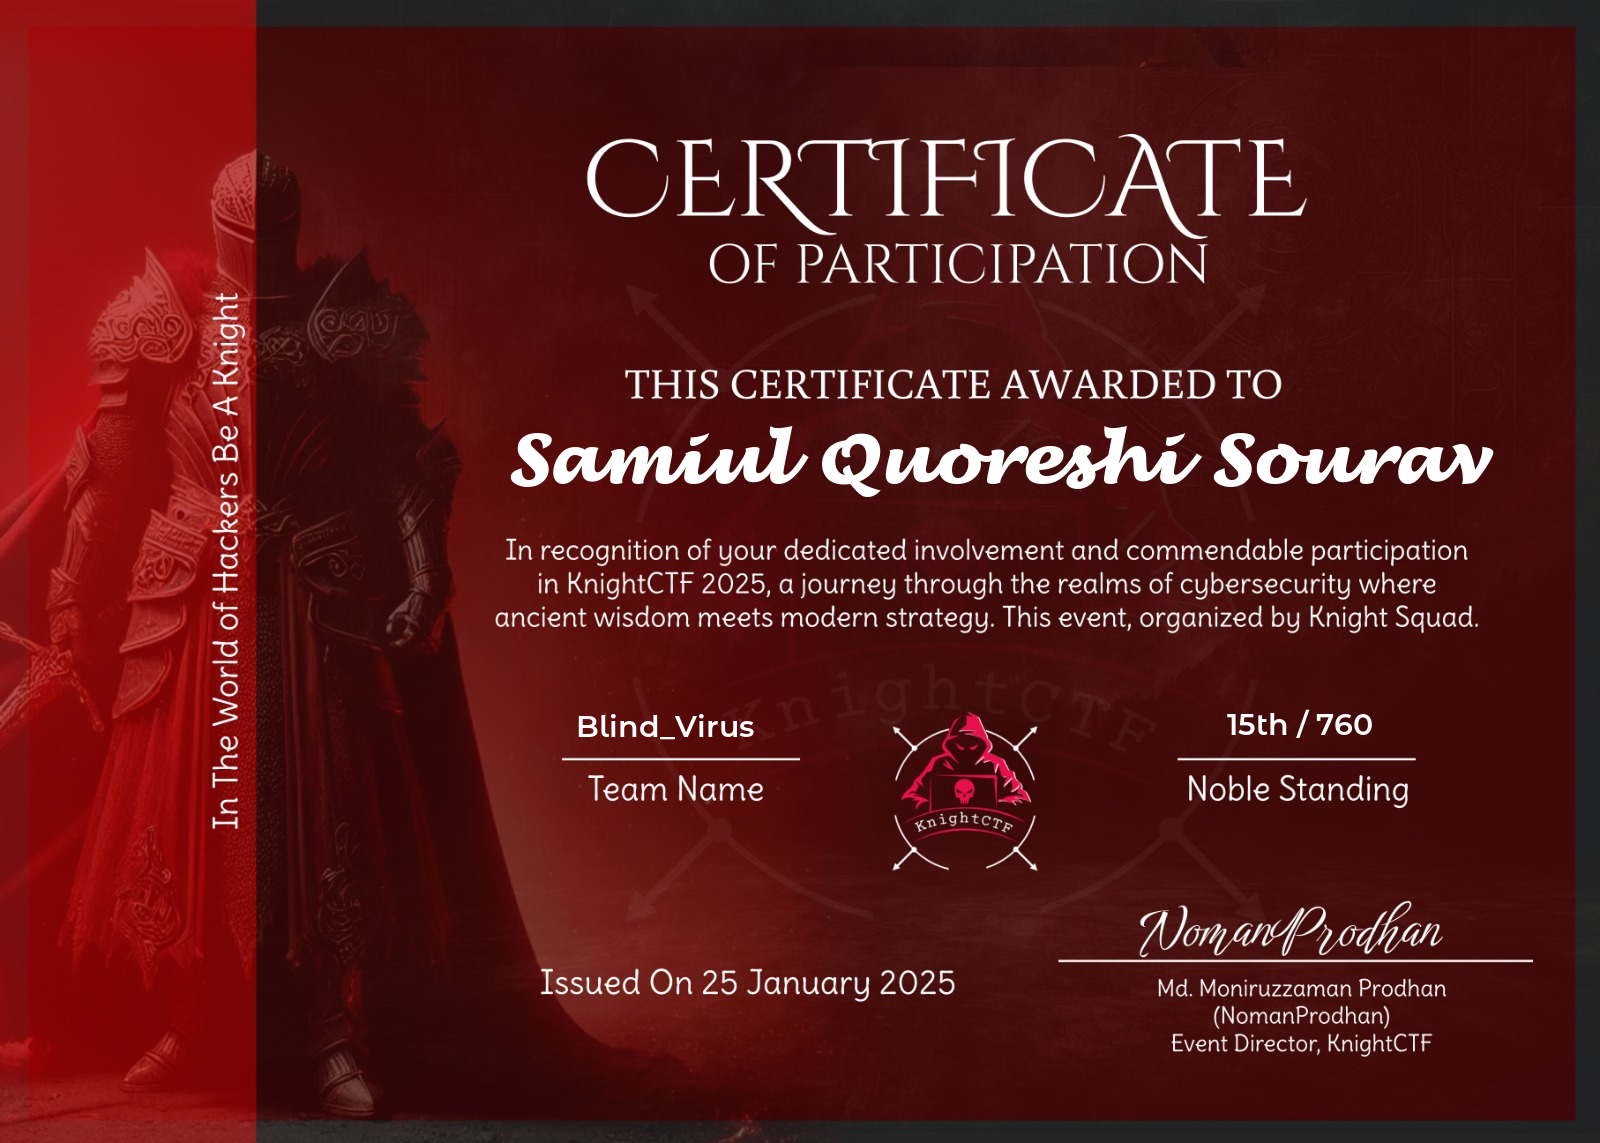 CERTIFICATE
OF PARTICIPATION
THIS CERTIFICATE AWARDED TO
Samiul Quoreshi Sourav
In recognition of your dedicated involvement and commendable participation
in KnightCTF 2025, a journey through the realms of cybersecurity where
ancient wisdom meets modern strategy. This event, organized by Knight Squad.
In The World of Hackers Be A Knight
KnightCTF
Blind_Virus
Team Name
KnightCTF
15th / 760
Noble Standing
Issued On 25 January 2025
NomanProdhan
Md. Moniruzzaman Prodhan
(NomanProdhan)
Event Director, KnightCTF